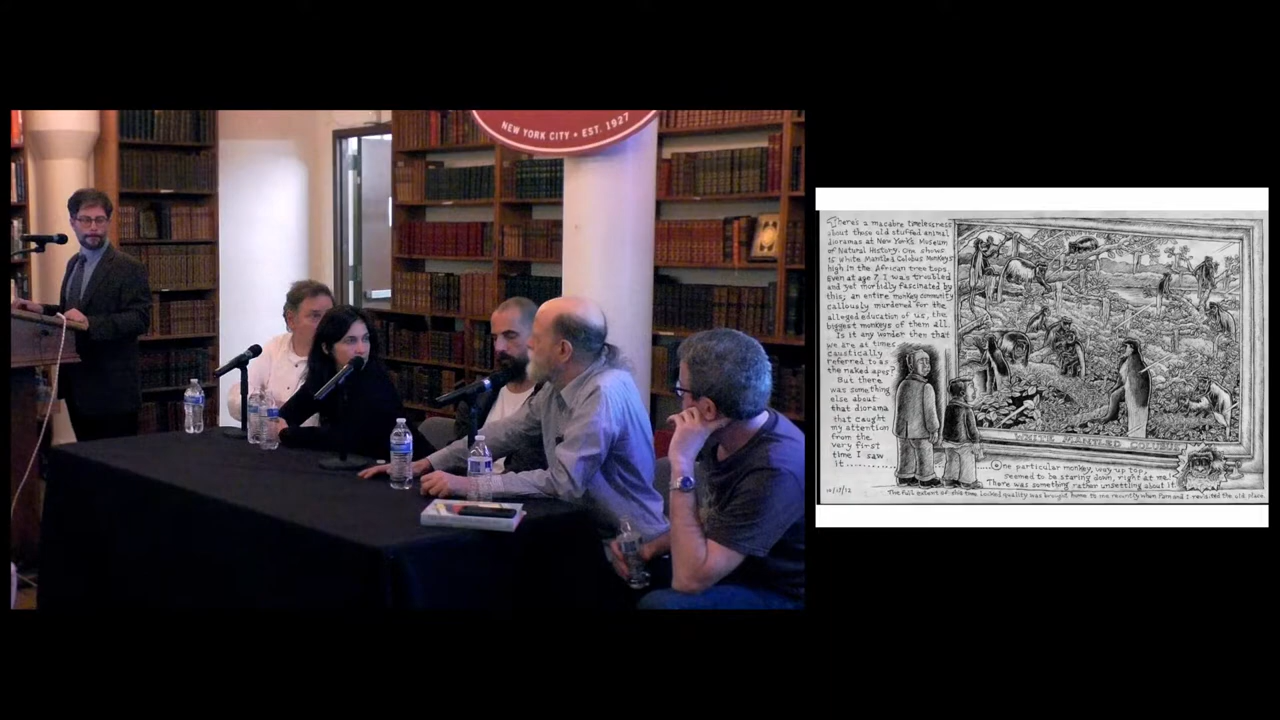 NEW YORK CITY • EST. 1927
There's a macabre timelessness
about those old stuffed animal
dioramas at New York's Museum
of Natural History. One shows
15 White Mantled Colobus Monkeys
high in the African tree tops.
Even at age 7, I was troubled
and yet morbidly fascinated by
this; an entire monkey community
callously murdered for the
alleged education of us, the
biggest monkeys of them all.
Is it any wonder then that
we are at times
caustically
referred to as
the naked apes?
But there
was something
else about
that diorama
that caught
my attention
from the
very first
time I saw
it..........
WHITE MANTLED COLOBUS
One particular monkey, way up top,
seemed to be staring down, right at me!
There was something rather unsettling about it.
10/17/12
The full extent of this time locked quality was brought home to me recently when Pam and I revisited the old place.